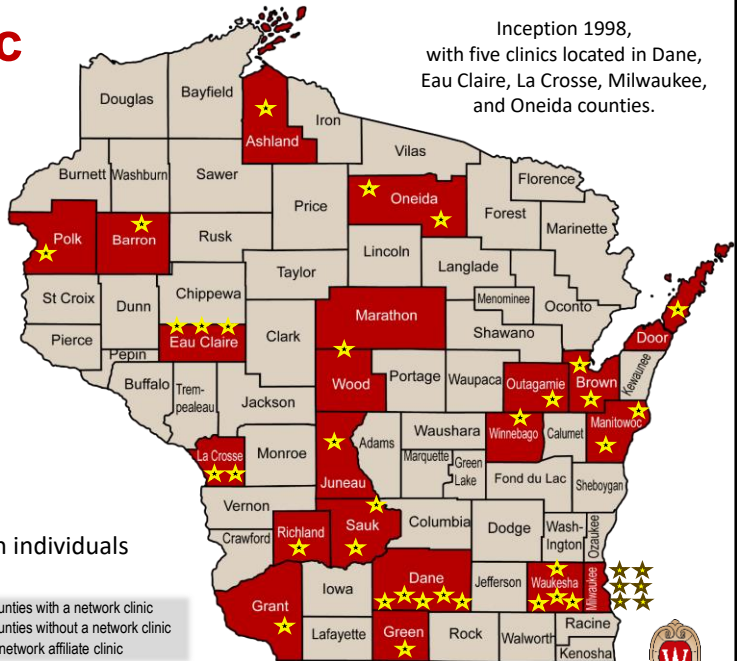 c
Inception 1998,
with five clinics located in Dane,
Eau Claire, La Crosse, Milwaukee,
and Oneida counties.
Douglas
Bayfield
Ashland
Iron
Vilas
Burnett
Washburn
Sawer
Price
Oneida
Florence
Forest
Marinette
Polk
Barron
Rusk
Lincoln
Langlade
Taylor
St Croix
Dunn
Chippewa
Menominee
Oconto
Marathon
Shawano
Door
Pierce
Pepin
Eau Claire
Clark
Kewaunee
Buffalo
Trem-
pealeau
Jackson
Wood
Portage
Waupaca
Outagamie
Brown
Manitowoc
La Crosse
Monroe
Juneau
Adams
Waushara
Marquette
Green
Lake
Winnebago
Calumet
Fond du Lac
Sheboygan
Vernon
Crawford
Richland
Sauk
Columbia
Dodge
Wash-
Ington
Ozaukee
n individuals
Grant
Iowa
Dane
Jefferson
Waukesha
Milwaukee
Lafayette
Green
Rock
Walworth
Racine
Kenosha
unties with a network clinic
unties without a network clinic
network affiliate clinic
W